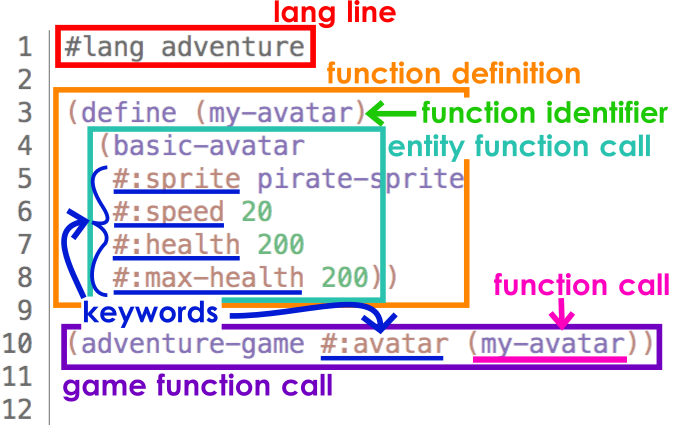 lang line
1 #lang adventure
2 function definition
3 (define (my-avatar) function identifier
4 (basic-avatar entity function call
5 #:sprite pirate-sprite
6 #:speed 20
7 #:health 200
8 #:max-health 200))
function call
9 keywords
10 (adventure-game #:avatar (my-avatar))
11 game function call
12